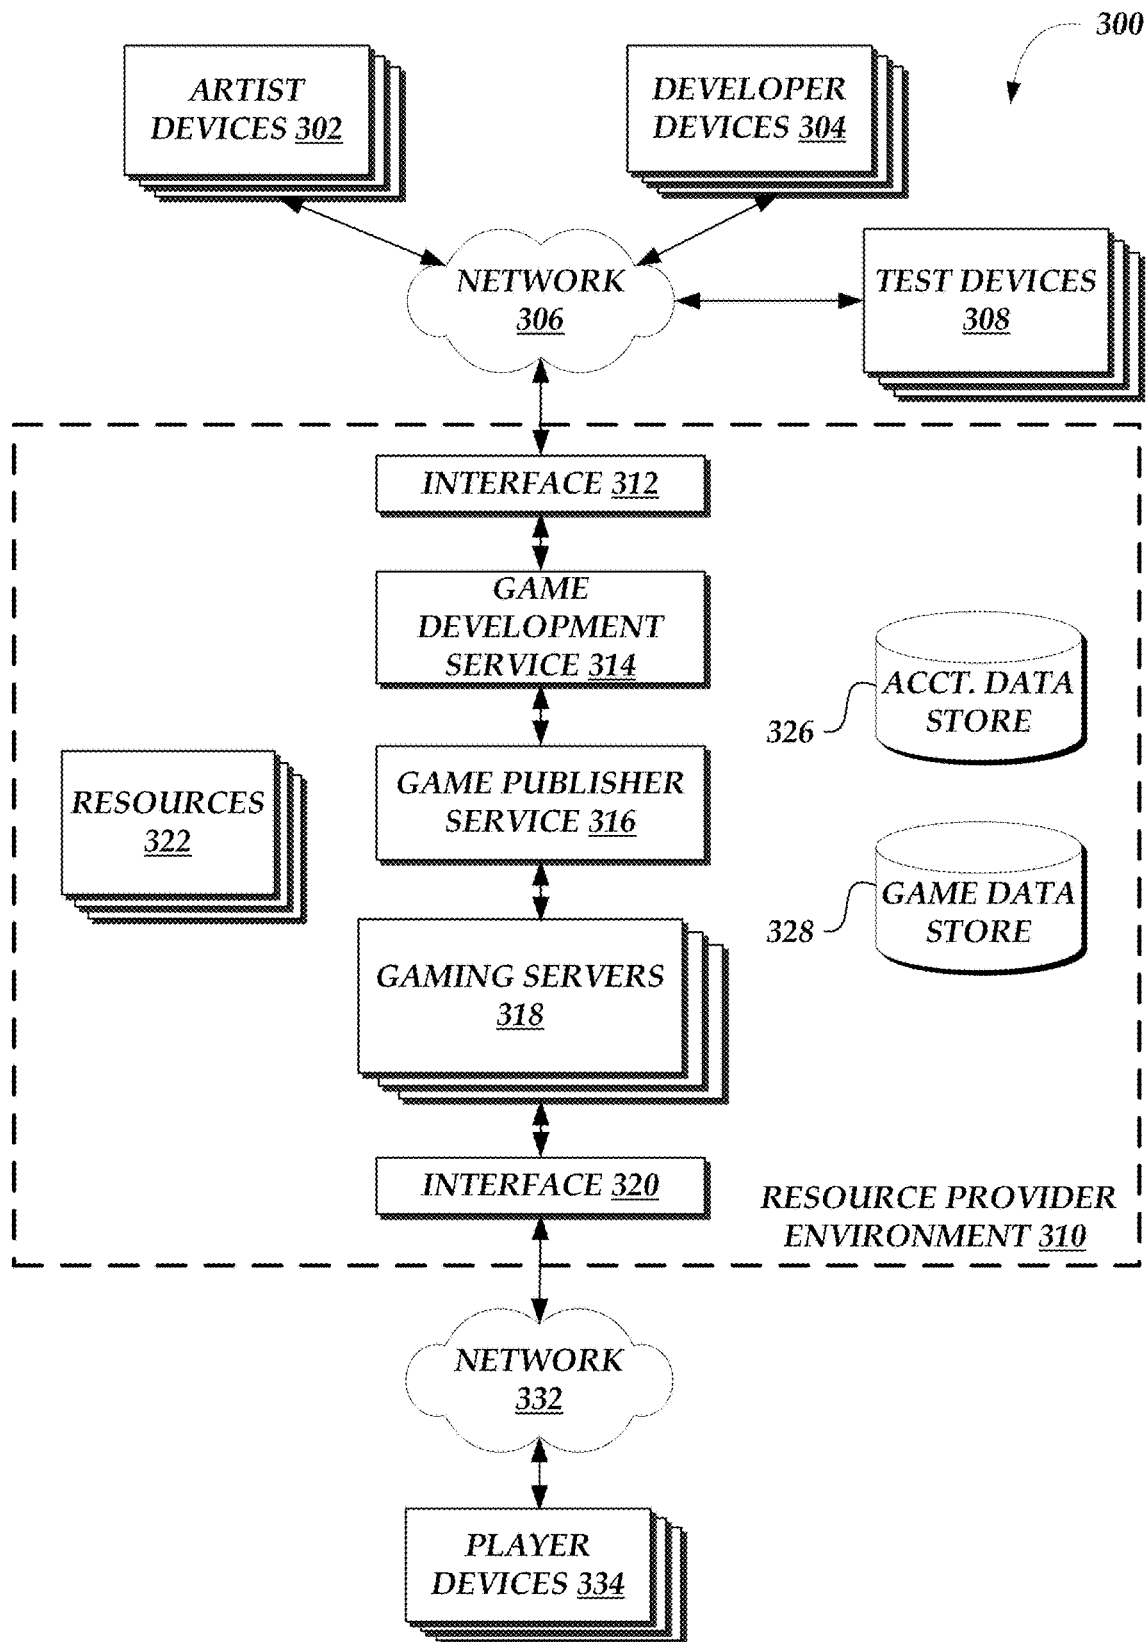 300
ARTIST
DEVICES 302
DEVELOPER
DEVICES 304
NETWORK
306
TEST DEVICES
308
INTERFACE 312
GAME
DEVELOPMENT
SERVICE 314
326
ACCT. DATA
STORE
RESOURCES
322
GAME PUBLISHER
SERVICE 316
328
GAME DATA
STORE
GAMING SERVERS
318
INTERFACE 320
RESOURCE PROVIDER
ENVIRONMENT 310
NETWORK
332
PLAYER
DEVICES 334